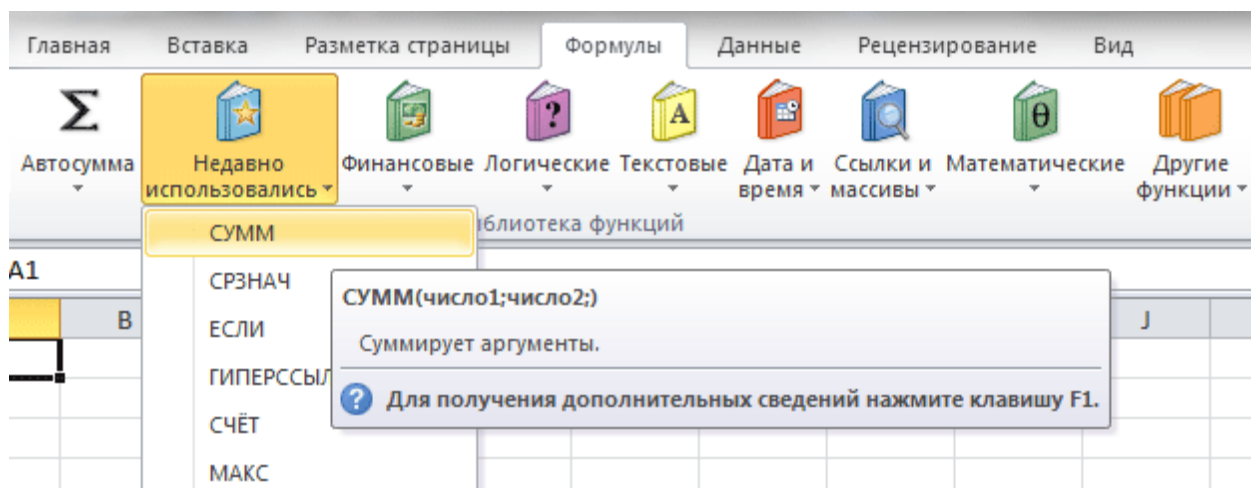 Главная Вставка Разметка страницы Формулы Данные Рецензирование Вид
Σ ? A θ
Автосумма Недавно использовались Финансовые Логические Текстовые Дата и время Ссылки и массивы Математические Другие функции
блиотека функций
СУММ
A1
СРЗНАЧ
СУММ(число1;число2;)
B J
ЕСЛИ
Суммирует аргументы.
ГИПЕРССЫЛ
? Для получения дополнительных сведений нажмите клавишу F1.
СЧЁТ
МАКС